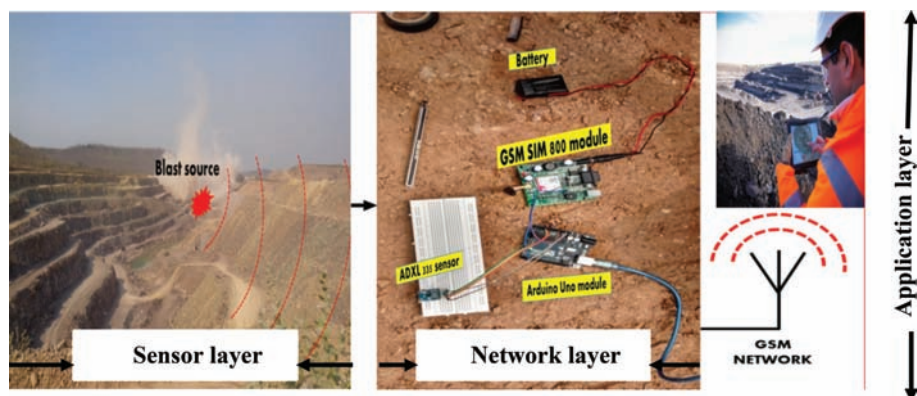 Blast source
Sensor layer
Battery
GSM SIM 800 module
ADXL 335 sensor
Arduino Uno module
Network layer
GSM
NETWORK
Application layer